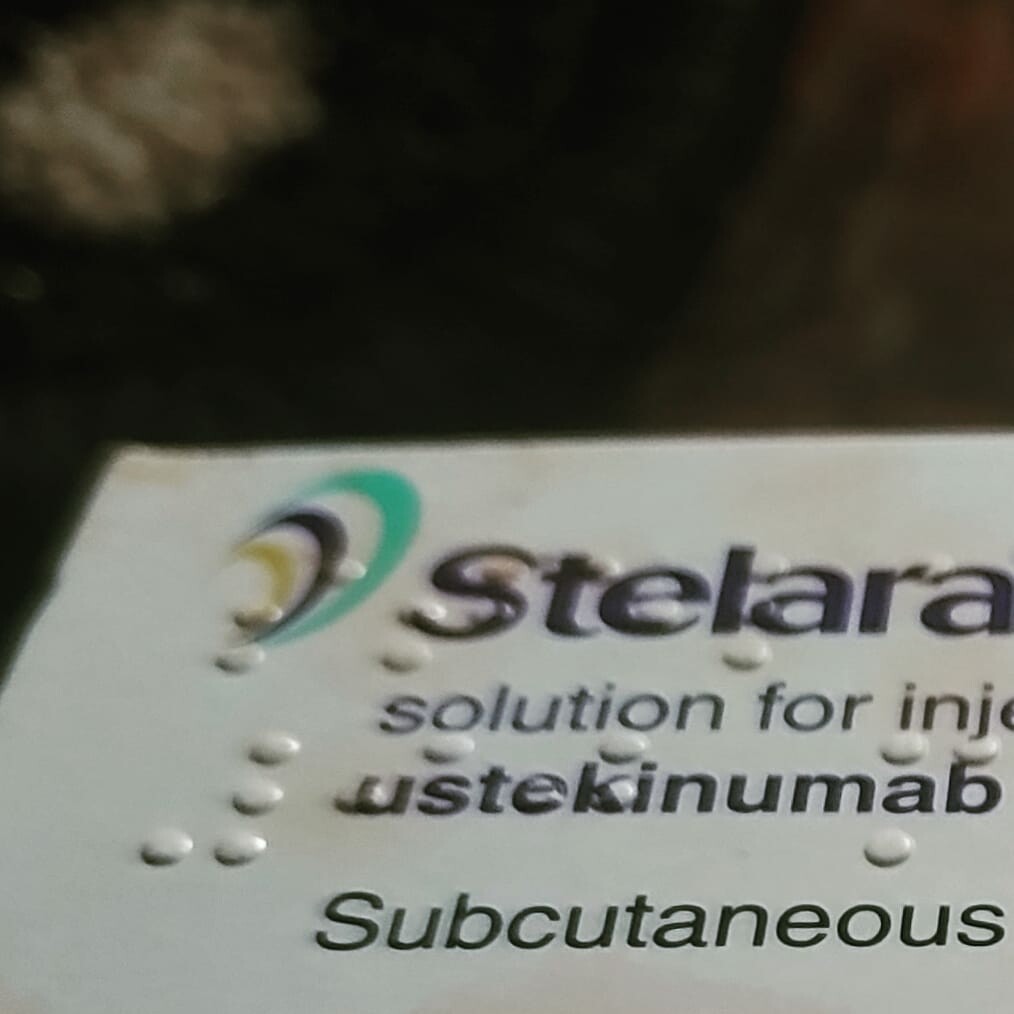 Stelara
solution for inje
ustekinumab
Subcutaneous